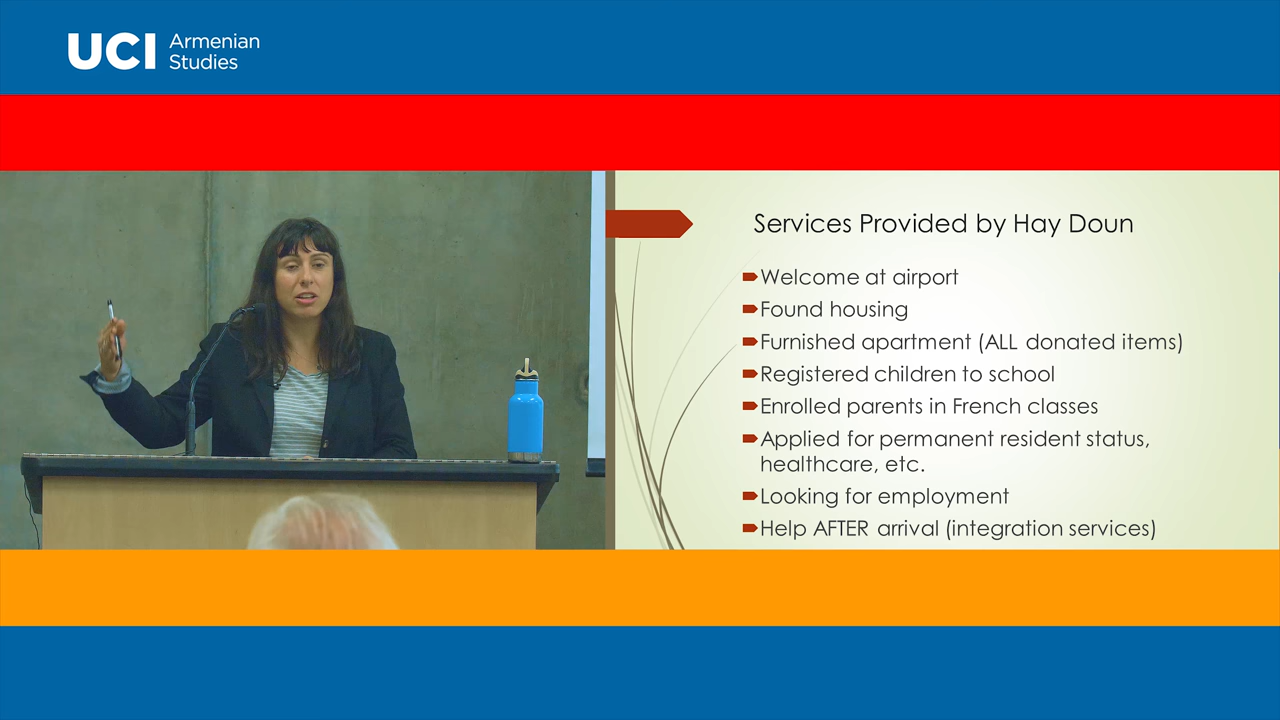 UCI Armenian
Studies
Services Provided by Hay Doun
Welcome at airport
Found housing
Furnished apartment (ALL donated items)
Registered children to school
Enrolled parents in French classes
Applied for permanent resident status,
healthcare, etc.
Looking for employment
Help AFTER arrival (integration services)